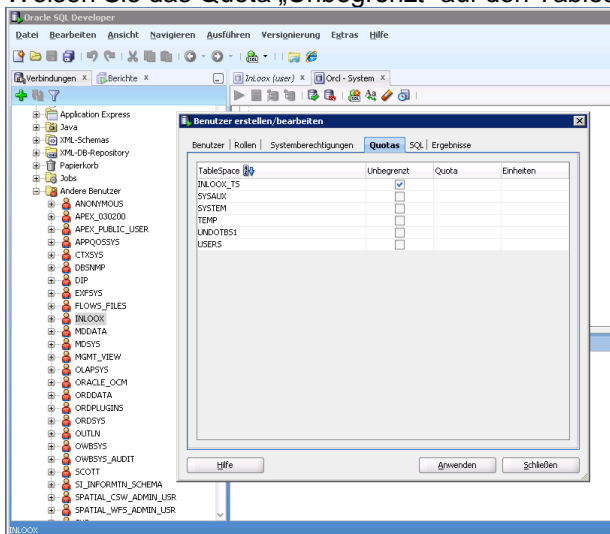 Weisen Sie das Quota „Unbegrenzt“ auf den Tables
Oracle SQL Developer
Datei Bearbeiten Ansicht Navigieren Ausführen Versionierung Extras Hilfe
Verbindungen x Berichte x
InLoox (user) x Ord - System x
Application Express
Java
XML-Schemas
XML-DB-Repository
Papierkorb
Jobs
Andere Benutzer
ANONYMOUS
APEX_030200
APEX_PUBLIC_USER
APPQOSSYS
CTXSYS
DBSNMP
DIP
EXFSYS
FLOWS_FILES
INLOOX
MDDATA
MDSYS
MGMT_VIEW
OLAPSYS
ORACLE_OCM
ORDDATA
ORDPLUGINS
ORDSYS
OUTLN
OWBSYS
OWBSYS_AUDIT
SCOTT
SI_INFORMTN_SCHEMA
SPATIAL_CSW_ADMIN_USR
SPATIAL_WFS_ADMIN_USR
Benutzer erstellen/bearbeiten
Benutzer Rollen Systemberechtigungen Quotas SQL Ergebnisse
TableSpace Unbegrenzt Quota Einheiten
INLOOX_TS
SYSAUX
SYSTEM
TEMP
UNDOTBS1
USERS
Hilfe Anwenden Schließen
INLOOX